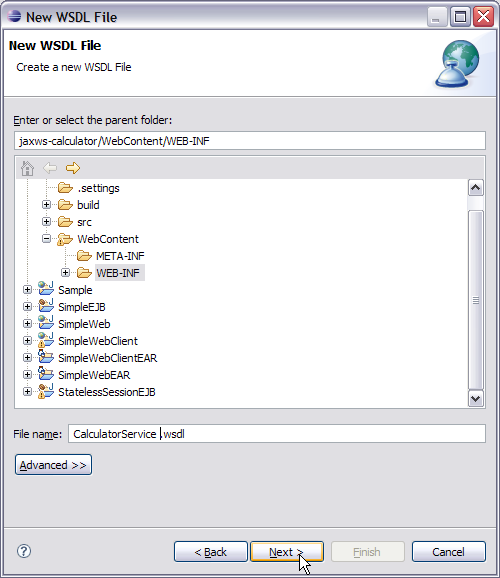 New WSDL File
New WSDL File
Create a new WSDL File
Enter or select the parent folder:
jaxws-calculator/WebContent/WEB-INF
.settings
build
src
WebContent
META-INF
WEB-INF
Sample
SimpleEJB
SimpleWeb
SimpleWebClient
SimpleWebClientEAR
SimpleWebEAR
StatelessSessionEJB
File name: CalculatorService .wsdl
Advanced >>
? < Back Next > Finish Cancel